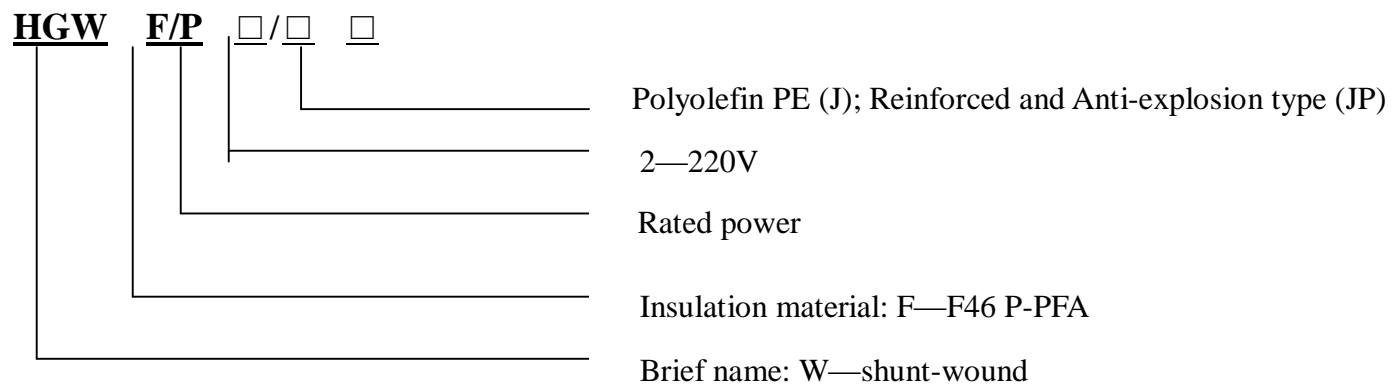 HGW F/P □/□ □
Polyolefin PE (J); Reinforced and Anti-explosion type (JP)
2—220V
Rated power
Insulation material: F—F46 P-PFA
Brief name: W—shunt-wound